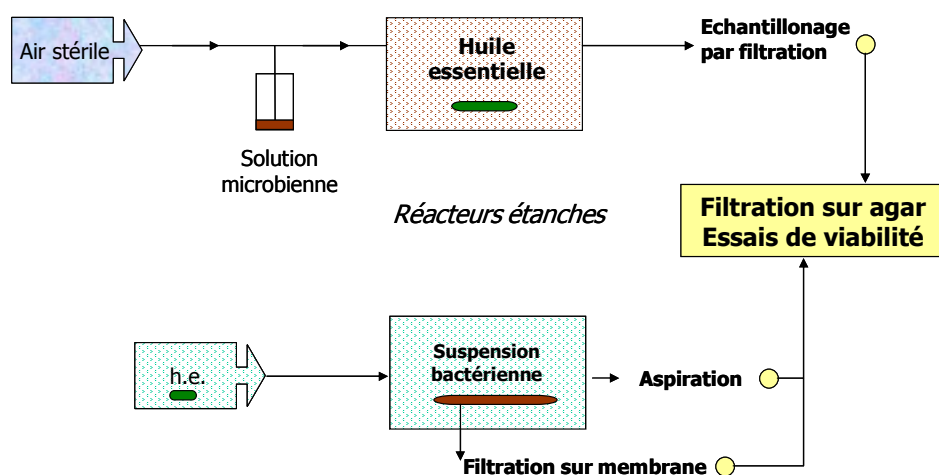 Air stérile
Huile
essentielle
Echantillonage
par filtration
Solution
microbienne
Réacteurs étanches
Filtration sur agar
Essais de viabilité
h.e.
Suspension
bactérienne
Aspiration
Filtration sur membrane